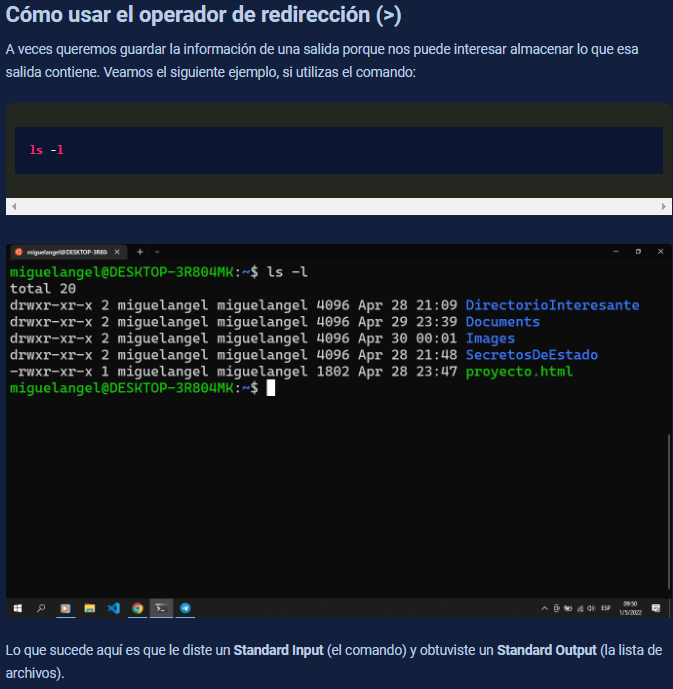 Cómo usar el operador de redirección (>)
A veces queremos guardar la información de una salida porque nos puede interesar almacenar lo que esa
salida contiene. Veamos el siguiente ejemplo, si utilizas el comando:
ls -l
miguelangel@DESKTOP-3R80
miguelangel@DESKTOP-3R804MK:~$ ls -l
total 20
drwxr-xr-x 2 miguelangel miguelangel 4096 Apr 28 21:09 DirectorioInteresante
drwxr-xr-x 2 miguelangel miguelangel 4096 Apr 29 23:39 Documents
drwxr-xr-x 2 miguelangel miguelangel 4096 Apr 30 00:01 Images
drwxr-xr-x 2 miguelangel miguelangel 4096 Apr 28 21:48 SecretosDeEstado
-rwxr-xr-x 1 miguelangel miguelangel 1802 Apr 28 23:47 proyecto.html
miguelangel@DESKTOP-3R804MK:~$
ESP
09:50
1/5/2022
Lo que sucede aquí es que le diste un Standard Input (el comando) y obtuviste un Standard Output (la lista de
archivos).